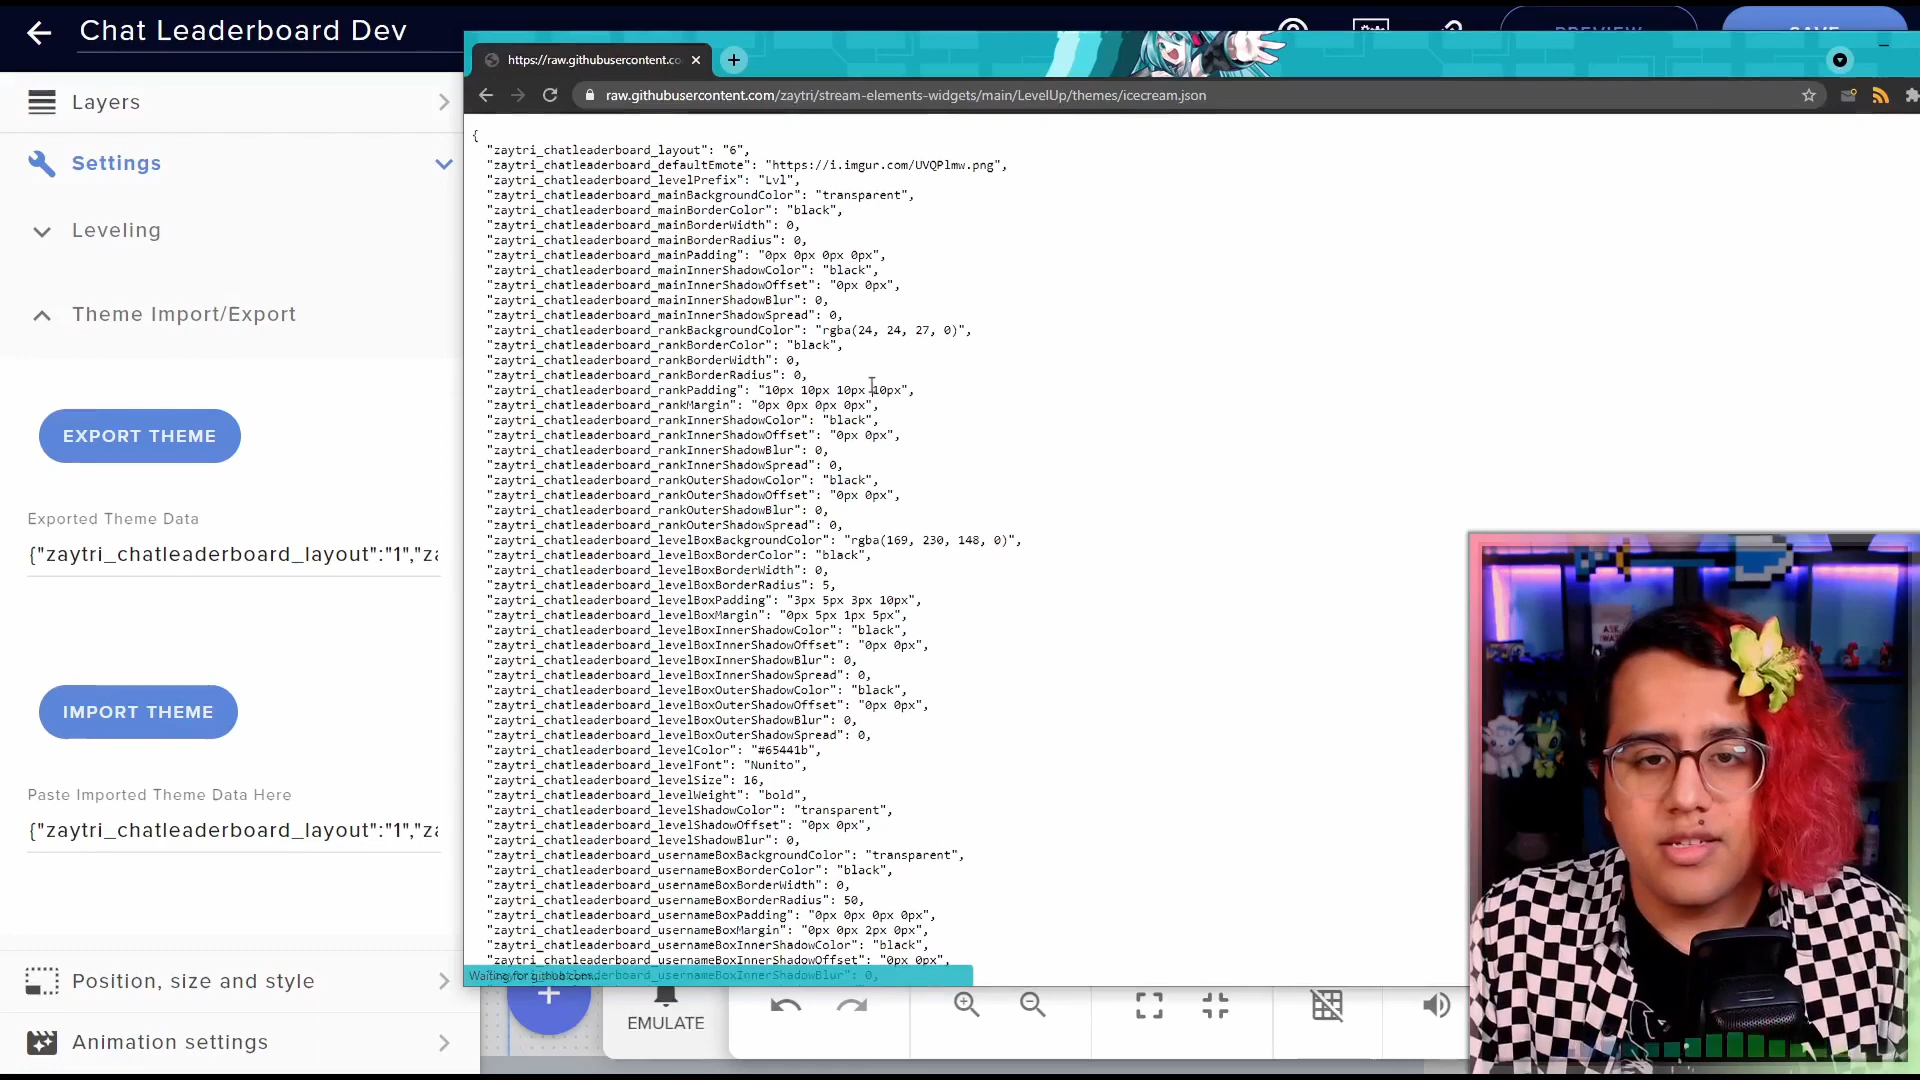 Chat Leaderboard Dev
PREVIEW
SAVE
Layers
Settings
Leveling
Theme Import/Export
EXPORT THEME
Exported Theme Data
{"zaytri_chatleaderboard_layout":"1","za
IMPORT THEME
Paste Imported Theme Data Here
{"zaytri_chatleaderboard_layout":"1","za
Position, size and style
Animation settings
https://raw.githubusercontent.co
raw.githubusercontent.com/zaytri/stream-elements-widgets/main/LevelUp/themes/icecream.json
{
"zaytri_chatleaderboard_layout": "6",
"zaytri_chatleaderboard_defaultEmote": "https://i.imgur.com/UVQPlmw.png",
"zaytri_chatleaderboard_levelPrefix": "Lvl",
"zaytri_chatleaderboard_mainBackgroundColor": "transparent",
"zaytri_chatleaderboard_mainBorderColor": "black",
"zaytri_chatleaderboard_mainBorderWidth": 0,
"zaytri_chatleaderboard_mainBorderRadius": 0,
"zaytri_chatleaderboard_mainPadding": "0px 0px 0px 0px",
"zaytri_chatleaderboard_mainInnerShadowColor": "black",
"zaytri_chatleaderboard_mainInnerShadowOffset": "0px 0px",
"zaytri_chatleaderboard_mainInnerShadowBlur": 0,
"zaytri_chatleaderboard_mainInnerShadowSpread": 0,
"zaytri_chatleaderboard_rankBackgroundColor": "rgba(24, 24, 27, 0)",
"zaytri_chatleaderboard_rankBorderColor": "black",
"zaytri_chatleaderboard_rankBorderWidth": 0,
"zaytri_chatleaderboard_rankBorderRadius": 0,
"zaytri_chatleaderboard_rankPadding": "10px 10px 10px 10px",
"zaytri_chatleaderboard_rankMargin": "0px 0px 0px 0px",
"zaytri_chatleaderboard_rankInnerShadowColor": "black",
"zaytri_chatleaderboard_rankInnerShadowOffset": "0px 0px",
"zaytri_chatleaderboard_rankInnerShadowBlur": 0,
"zaytri_chatleaderboard_rankInnerShadowSpread": 0,
"zaytri_chatleaderboard_rankOuterShadowColor": "black",
"zaytri_chatleaderboard_rankOuterShadowOffset": "0px 0px",
"zaytri_chatleaderboard_rankOuterShadowBlur": 0,
"zaytri_chatleaderboard_rankOuterShadowSpread": 0,
"zaytri_chatleaderboard_levelBoxBackgroundColor": "rgba(169, 230, 148, 0)",
"zaytri_chatleaderboard_levelBoxBorderColor": "black",
"zaytri_chatleaderboard_levelBoxBorderWidth": 0,
"zaytri_chatleaderboard_levelBoxBorderRadius": 5,
"zaytri_chatleaderboard_levelBoxPadding": "3px 5px 3px 10px",
"zaytri_chatleaderboard_levelBoxMargin": "0px 5px 1px 5px",
"zaytri_chatleaderboard_levelBoxInnerShadowColor": "black",
"zaytri_chatleaderboard_levelBoxInnerShadowOffset": "0px 0px",
"zaytri_chatleaderboard_levelBoxInnerShadowBlur": 0,
"zaytri_chatleaderboard_levelBoxInnerShadowSpread": 0,
"zaytri_chatleaderboard_levelBoxOuterShadowColor": "black",
"zaytri_chatleaderboard_levelBoxOuterShadowOffset": "0px 0px",
"zaytri_chatleaderboard_levelBoxOuterShadowBlur": 0,
"zaytri_chatleaderboard_levelBoxOuterShadowSpread": 0,
"zaytri_chatleaderboard_levelColor": "#65441b",
"zaytri_chatleaderboard_levelFont": "Nunito",
"zaytri_chatleaderboard_levelSize": 16,
"zaytri_chatleaderboard_levelWeight": "bold",
"zaytri_chatleaderboard_levelShadowColor": "transparent",
"zaytri_chatleaderboard_levelShadowOffset": "0px 0px",
"zaytri_chatleaderboard_levelShadowBlur": 0,
"zaytri_chatleaderboard_usernameBoxBackgroundColor": "transparent",
"zaytri_chatleaderboard_usernameBoxBorderColor": "black",
"zaytri_chatleaderboard_usernameBoxBorderWidth": 0,
"zaytri_chatleaderboard_usernameBoxBorderRadius": 50,
"zaytri_chatleaderboard_usernameBoxPadding": "0px 0px 0px 0px",
"zaytri_chatleaderboard_usernameBoxMargin": "0px 0px 2px 0px",
"zaytri_chatleaderboard_usernameBoxInnerShadowColor": "black",
"zaytri_chatleaderboard_usernameBoxInnerShadowOffset": "0px 0px",
Waiting for github.com...
derboard_usernameBoxInnerShadowBlur": 0,
EMULATE